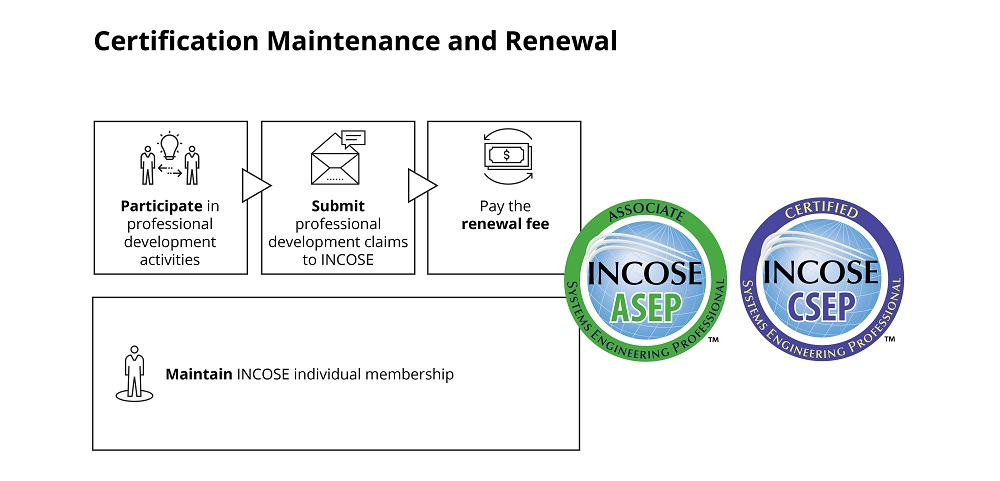 Certification Maintenance and Renewal
Participate in
professional
development
activities
Submit
professional
development claims
to INCOSE
$
Pay the
renewal fee
Maintain INCOSE individual membership
ASSOCIATE
INCOSE
ASEP
SYSTEMS ENGINEERING PROFESSIONAL
TM
CERTIFIED
INCOSE
CSEP
SYSTEMS ENGINEERING PROFESSIONAL
TM